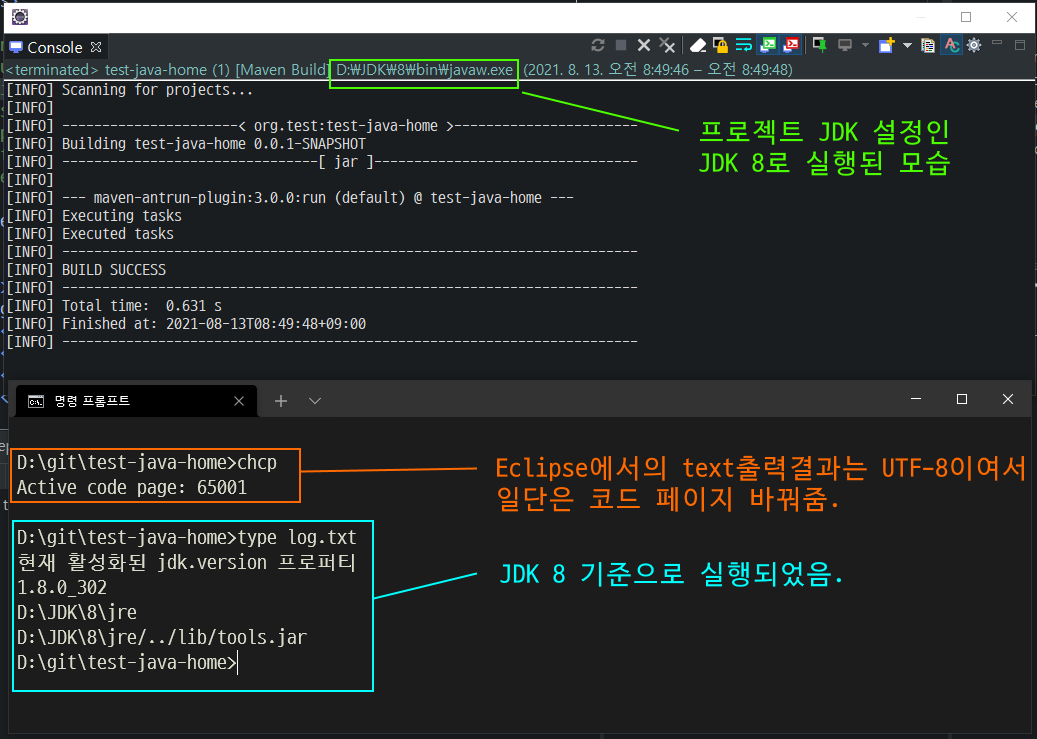 Console
<terminated> test-java-home (1) [Maven Build] D:₩JDK₩8₩bin₩javaw.exe (2021. 8. 13. 오전 8:49:46 – 오전 8:49:48)
[INFO] Scanning for projects...
[INFO]
[INFO] ----------------------< org.test:test-java-home >-----------------------
[INFO] Building test-java-home 0.0.1-SNAPSHOT
[INFO] --------------------------------[ jar ]---------------------------------
[INFO]
[INFO] --- maven-antrun-plugin:3.0.0:run (default) @ test-java-home ---
[INFO] Executing tasks
[INFO] Executed tasks
[INFO] ------------------------------------------------------------------------
[INFO] BUILD SUCCESS
[INFO] ------------------------------------------------------------------------
[INFO] Total time:  0.631 s
[INFO] Finished at: 2021-08-13T08:49:48+09:00
[INFO] ------------------------------------------------------------------------
프로젝트 JDK 설정인
JDK 8로 실행된 모습
명령 프롬프트
D:\git\test-java-home>chcp
Active code page: 65001
Eclipse에서의 text출력결과는 UTF-8이여서
일단은 코드 페이지 바꿔줌.
D:\git\test-java-home>type log.txt
현재 활성화된 jdk.version 프로퍼티
1.8.0_302
D:\JDK\8\jre
D:\JDK\8\jre/../lib/tools.jar
D:\git\test-java-home>
JDK 8 기준으로 실행되었음.